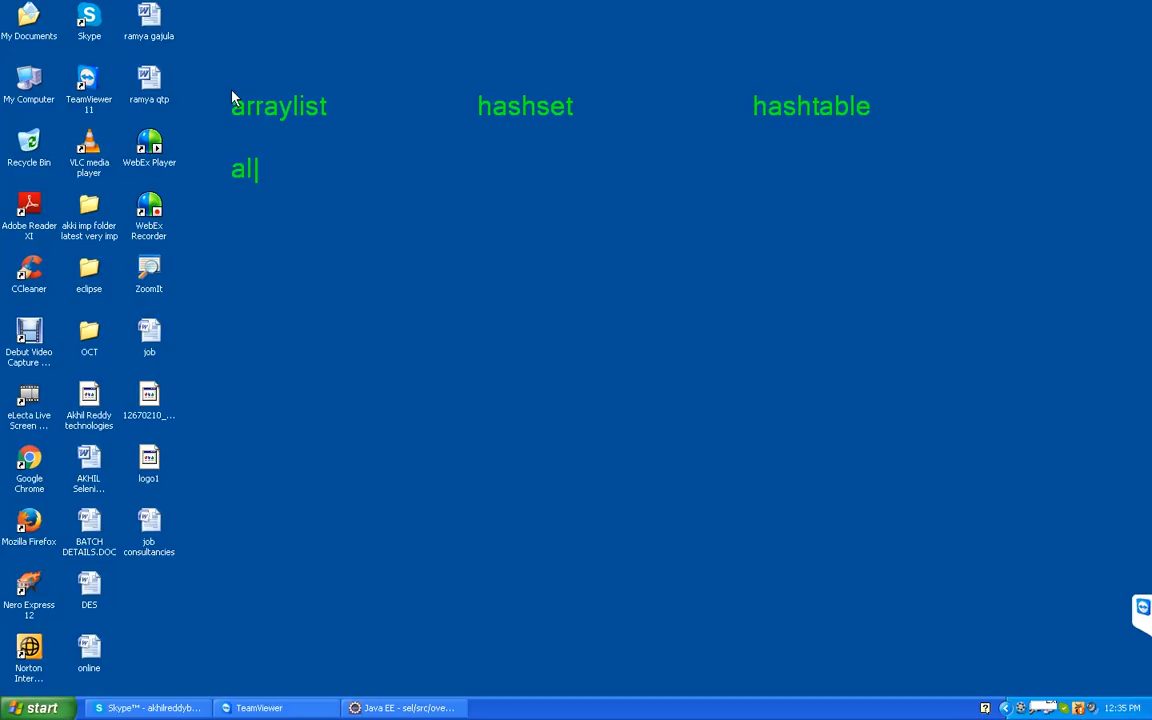 My Documents
Skype
ramya gajula
My Computer
TeamViewer
11
ramya qtp
arraylist
hashset
hashtable
al
Recycle Bin
VLC media
player
WebEx Player
Adobe Reader
XI
akki imp folder
latest very imp
WebEx
Recorder
CCleaner
eclipse
ZoomIt
Debut Video
Capture ...
OCT
job
eLecta Live
Screen ...
Akhil Reddy
technologies
12670210_...
Google
Chrome
AKHIL
Seleni...
logo1
Mozilla Firefox
BATCH
DETAILS.DOC
job
consultancies
Nero Express
12
DES
Norton
Inter...
online
start
Skype™ - akhilreddyb...
TeamViewer
Java EE - sel/src/ove...
12:35 PM